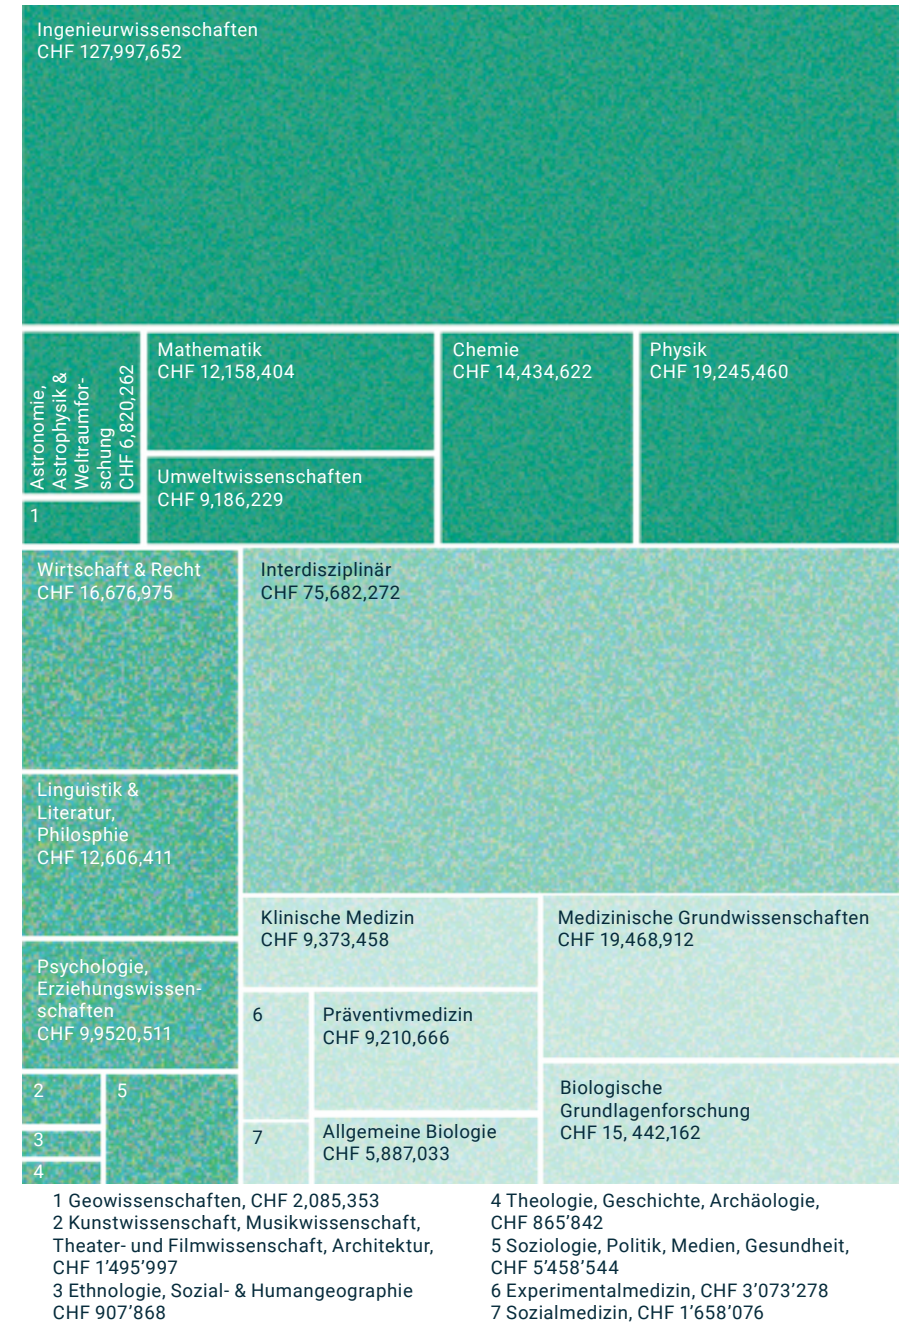 Ingenieurwissenschaften
CHF 127,997,652
Astronomie,
Astrophysik &
Weltraumfor-
schung
CHF 6,820,262
Mathematik
CHF 12,158,404
Chemie
CHF 14,434,622
Physik
CHF 19,245,460
Umweltwissenschaften
CHF 9,186,229
1
Wirtschaft & Recht
CHF 16,676,975
Interdisziplinär
CHF 75,682,272
Linguistik &
Literatur,
Philosphie
CHF 12,606,411
Klinische Medizin
CHF 9,373,458
Medizinische Grundwissenschaften
CHF 19,468,912
Psychologie,
Erziehungswissen-
schaften
CHF 9,9520,511
6
Präventivmedizin
CHF 9,210,666
2
5
Biologische
Grundlagenforschung
CHF 15, 442,162
3
7
Allgemeine Biologie
CHF 5,887,033
4
1 Geowissenschaften, CHF 2,085,353
2 Kunstwissenschaft, Musikwissenschaft,
Theater- und Filmwissenschaft, Architektur,
CHF 1’495’997
3 Ethnologie, Sozial- & Humangeographie
CHF 907’868
4 Theologie, Geschichte, Archäologie,
CHF 865’842
5 Soziologie, Politik, Medien, Gesundheit,
CHF 5’458’544
6 Experimentalmedizin, CHF 3’073’278
7 Sozialmedizin, CHF 1’658’076